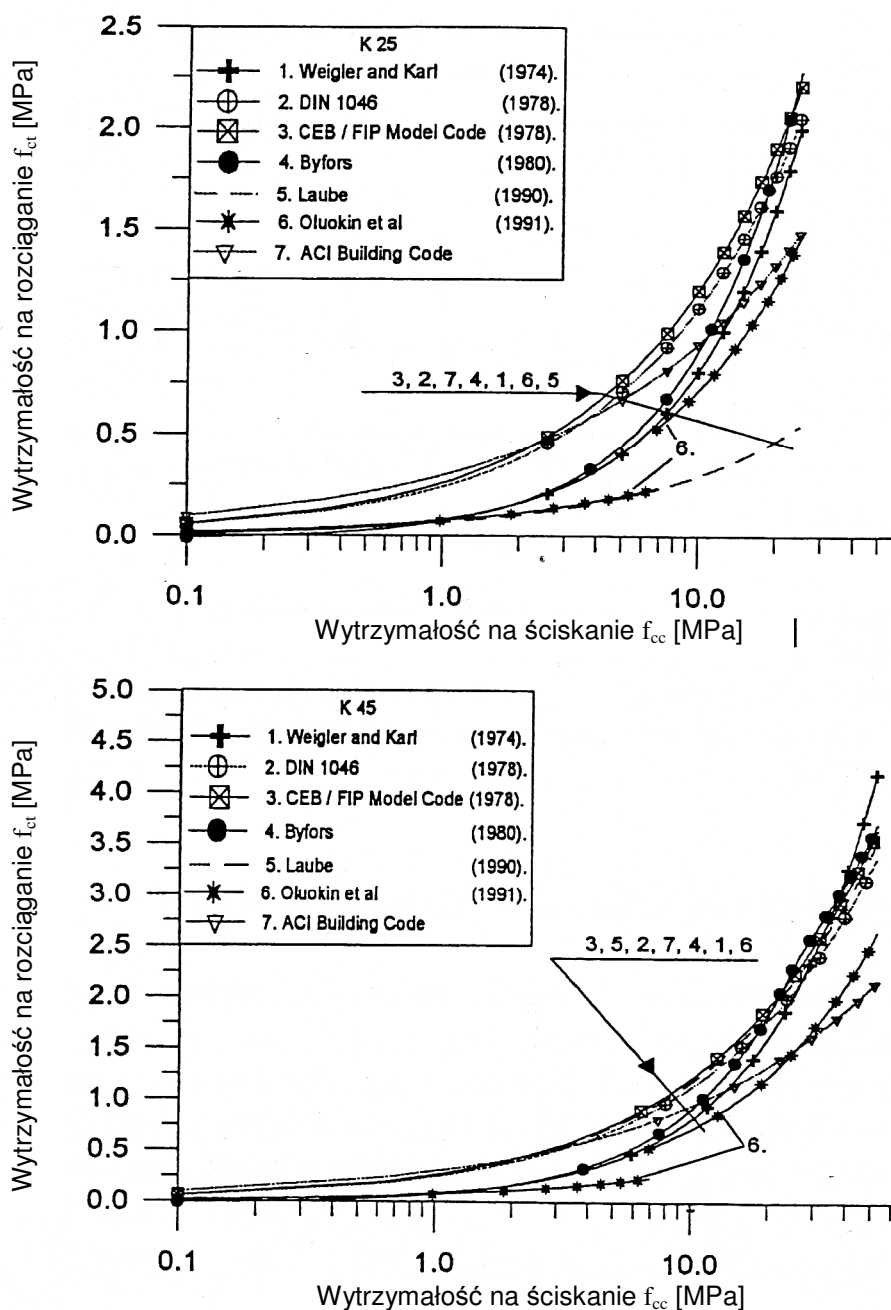 Wytrzymałość na rozciąganie f_ct [MPa]
2.5
2.0
1.5
1.0
0.5
0.0
K 25
1. Weigler and Karl (1974).
2. DIN 1046 (1978).
3. CEB / FIP Model Code (1978).
4. Byfors (1980).
5. Laube (1990).
6. Oluokin et al (1991).
7. ACI Building Code
3, 2, 7, 4, 1, 6, 5
6.
0.1 1.0 10.0
Wytrzymałość na ściskanie f_cc [MPa]
Wytrzymałość na rozciąganie f_ct [MPa]
5.0
4.5
4.0
3.5
3.0
2.5
2.0
1.5
1.0
0.5
0.0
K 45
1. Weigler and Karl (1974).
2. DIN 1046 (1978).
3. CEB / FIP Model Code (1978).
4. Byfors (1980).
5. Laube (1990).
6. Oluokin et al (1991).
7. ACI Building Code
3, 5, 2, 7, 4, 1, 6
6.
0.1 1.0 10.0
Wytrzymałość na ściskanie f_cc [MPa]